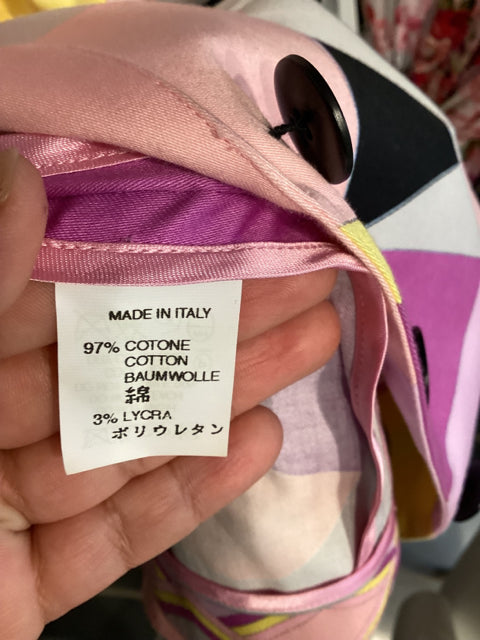 MADE IN ITALY
97% COTONE
COTTON
BAUMWOLLE
綿
3% LYCRA
ポリウレタン